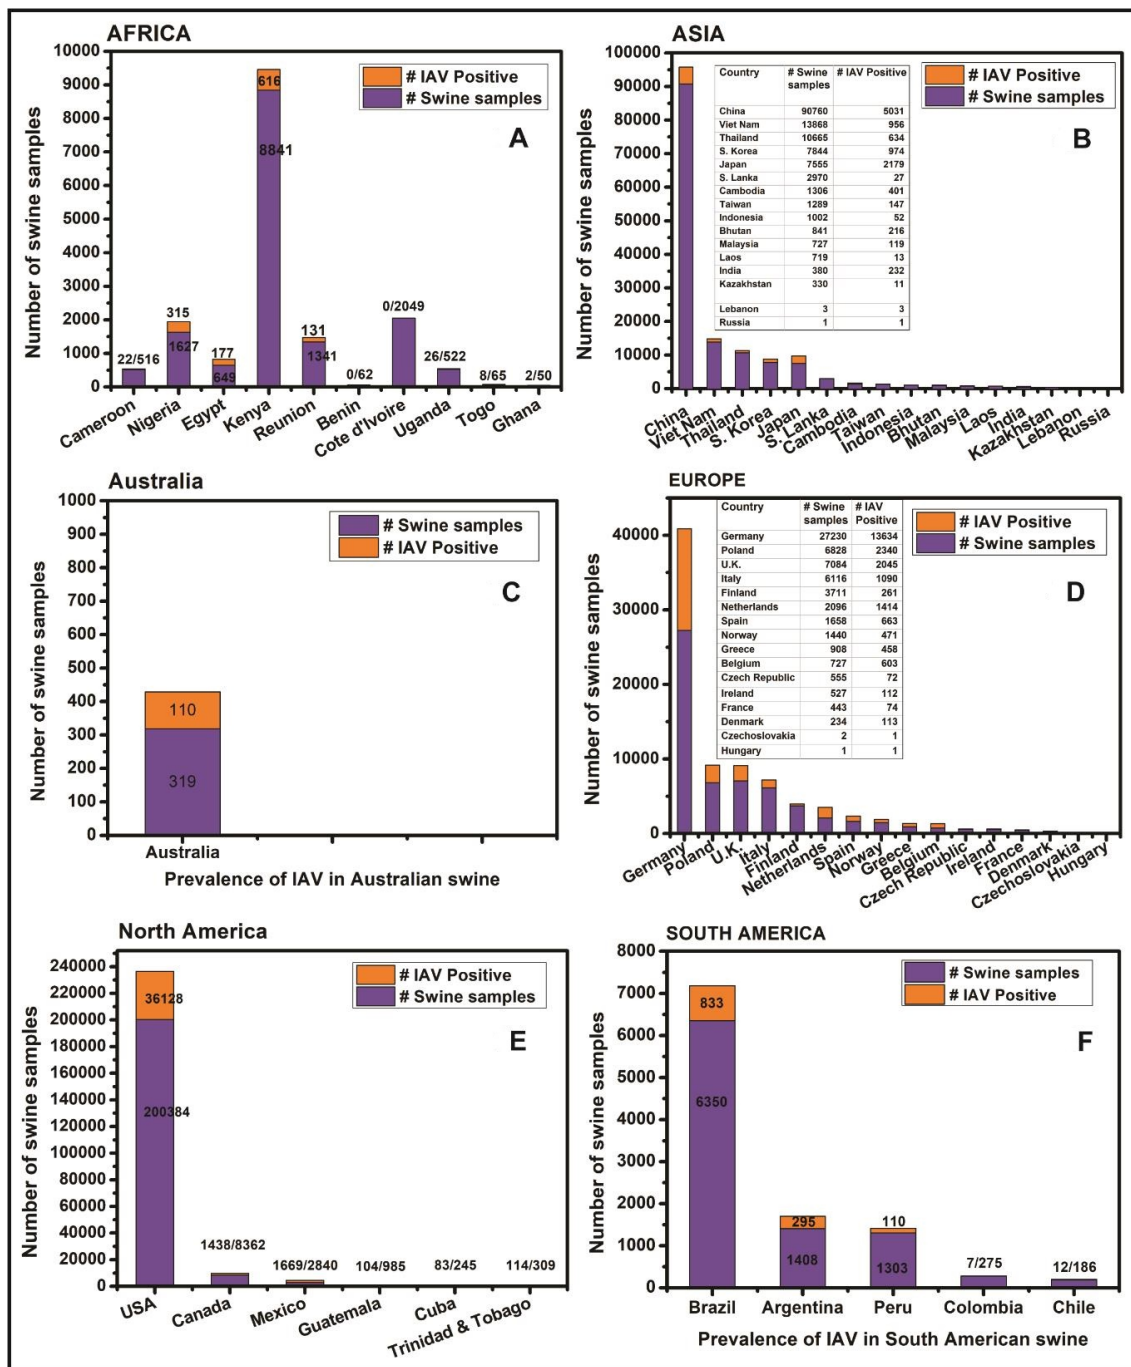 AFRICA
Number of swine samples
10000
9000
8000
7000
6000
5000
4000
3000
2000
1000
0
# IAV Positive
# Swine samples
A
22/516
315
1627
177
649
616
8841
131
1341
0/62
0/2049
26/522
8/65
2/50
Cameroon
Nigeria
Egypt
Kenya
Reunion
Benin
Cote d'Ivoire
Uganda
Togo
Ghana
ASIA
Number of swine samples
100000
90000
80000
70000
60000
50000
40000
30000
20000
10000
0
Country # Swine samples # IAV Positive
China 90760 5031
Viet Nam 13868 956
Thailand 10665 634
S. Korea 7844 974
Japan 7555 2179
S. Lanka 2970 27
Cambodia 1306 401
Taiwan 1289 147
Indonesia 1002 52
Bhutan 841 216
Malaysia 727 119
Laos 719 13
India 380 232
Kazakhstan 330 11
Lebanon 3 3
Russia 1 1
# IAV Positive
# Swine samples
B
China
Viet Nam
Thailand
S. Korea
Japan
S. Lanka
Cambodia
Taiwan
Indonesia
Bhutan
Malaysia
Laos
India
Kazakhstan
Lebanon
Russia
Australia
Number of swine samples
1000
900
800
700
600
500
400
300
200
100
0
# Swine samples
# IAV Positive
C
110
319
Australia
Prevalence of IAV in Australian swine
EUROPE
Number of swine samples
40000
30000
20000
10000
0
Country # Swine samples # IAV Positive
Germany 27230 13634
Poland 6828 2340
U.K. 7084 2045
Italy 6116 1090
Finland 3711 261
Netherlands 2096 1414
Spain 1658 663
Norway 1440 471
Greece 908 458
Belgium 727 603
Czech Republic 555 72
Ireland 527 112
France 443 74
Denmark 234 113
Czechoslovakia 2 1
Hungary 1 1
# IAV Positive
# Swine samples
D
Germany
Poland
U.K.
Italy
Finland
Netherlands
Spain
Norway
Greece
Belgium
Czech Republic
Ireland
France
Denmark
Czechoslovakia
Hungary
North America
Number of swine samples
240000
220000
200000
180000
160000
140000
120000
100000
80000
60000
40000
20000
0
# IAV Positive
# Swine samples
E
36128
200384
1438/8362
1669/2840
104/985
83/245
114/309
USA
Canada
Mexico
Guatemala
Cuba
Trinidad & Tobago
SOUTH AMERICA
Number of swine samples
8000
7000
6000
5000
4000
3000
2000
1000
0
# Swine samples
# IAV Positive
F
833
6350
295
1408
110
1303
7/275
12/186
Brazil
Argentina
Peru
Colombia
Chile
Prevalence of IAV in South American swine